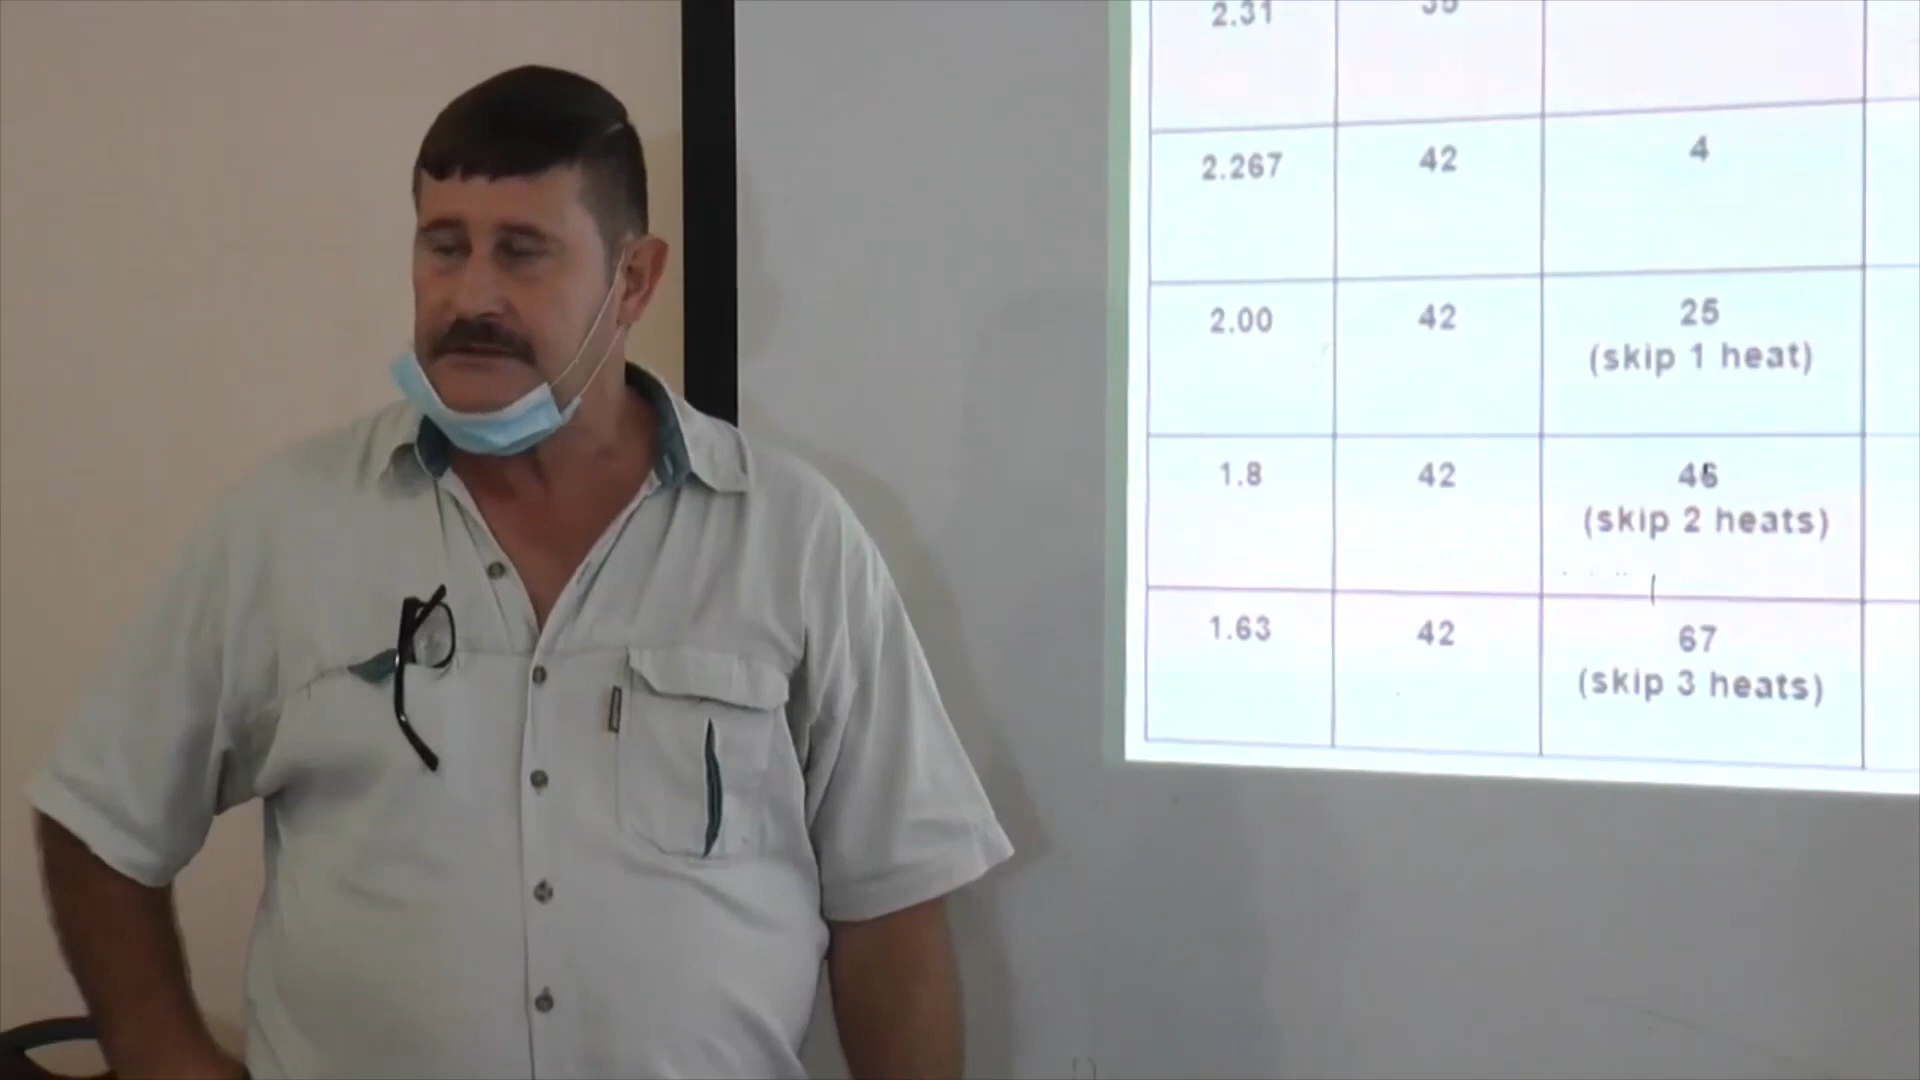 2.31 35
2.267 42 4
2.00 42 25
(skip 1 heat)
1.8 42 46
(skip 2 heats)
1.63 42 67
(skip 3 heats)